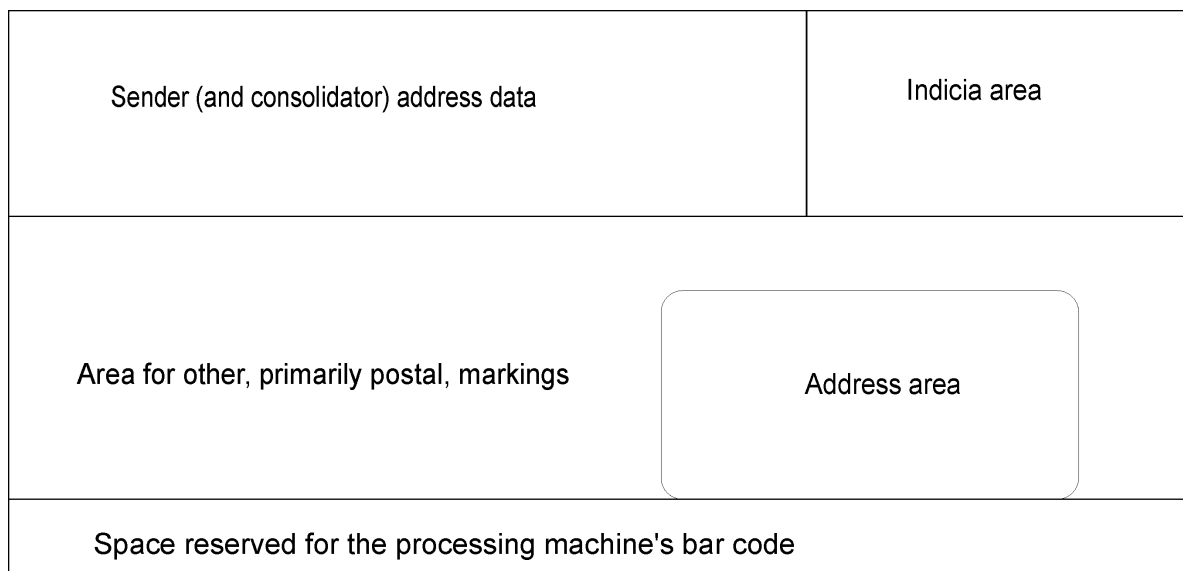 Sender (and consolidator) address data
Indicia area
Area for other, primarily postal, markings
Address area
Space reserved for the processing machine's bar code